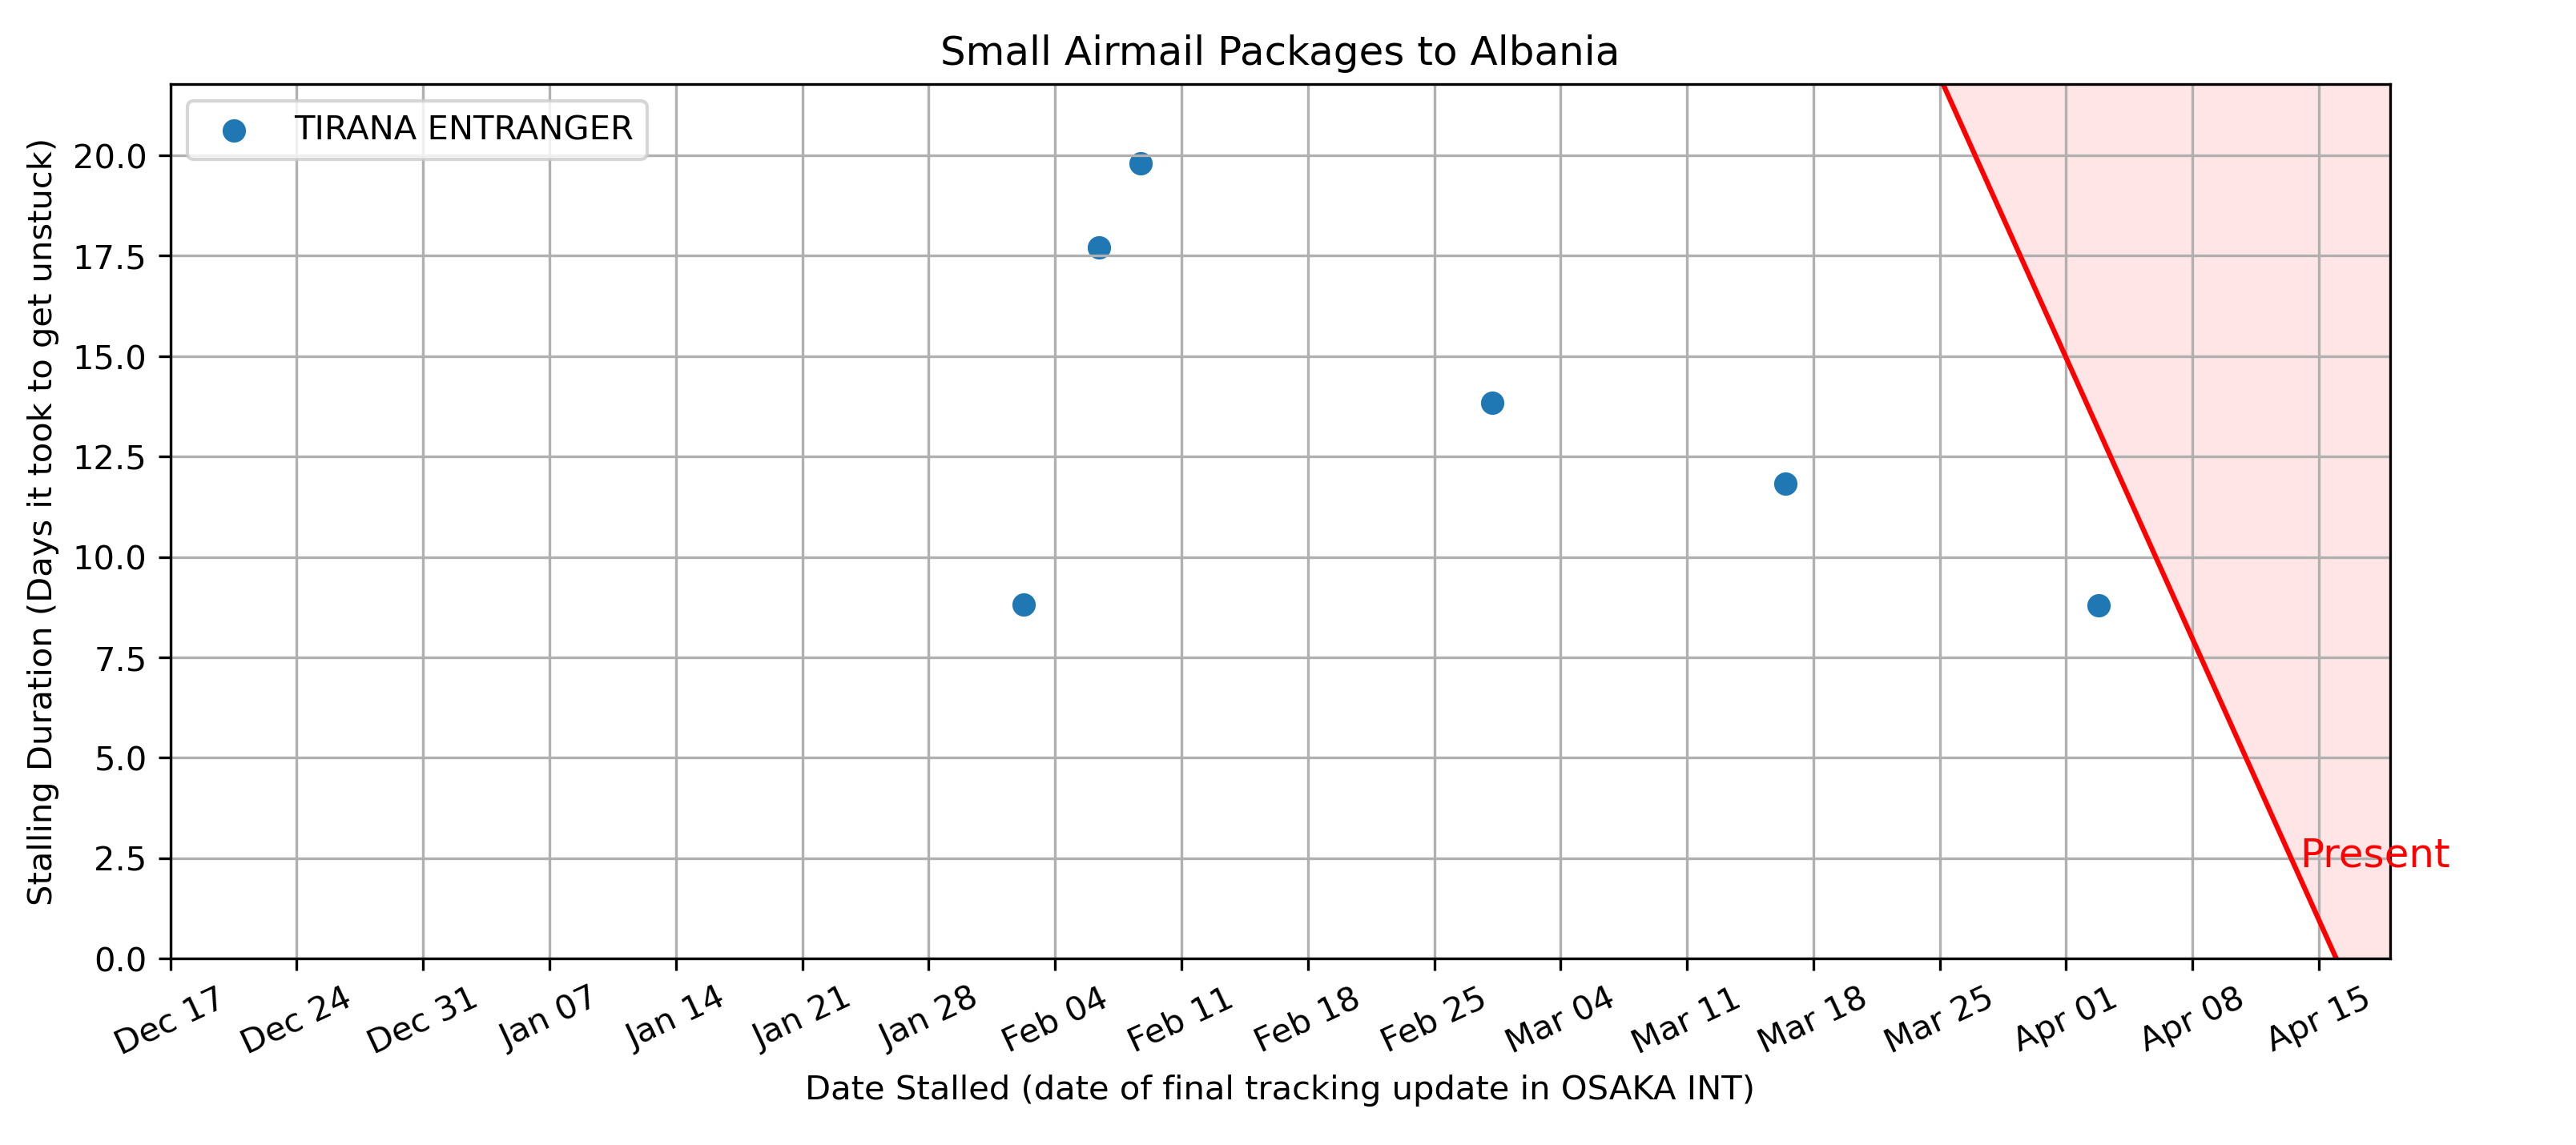 Small Airmail Packages to Albania
TIRANA ENTRANGER
Stalling Duration (Days it took to get unstuck)
20.0
17.5
15.0
12.5
10.0
7.5
5.0
2.5
0.0
Present
Dec 17
Dec 24
Dec 31
Jan 07
Jan 14
Jan 21
Jan 28
Feb 04
Feb 11
Feb 18
Feb 25
Mar 04
Mar 11
Mar 18
Mar 25
Apr 01
Apr 08
Apr 15
Date Stalled (date of final tracking update in OSAKA INT)